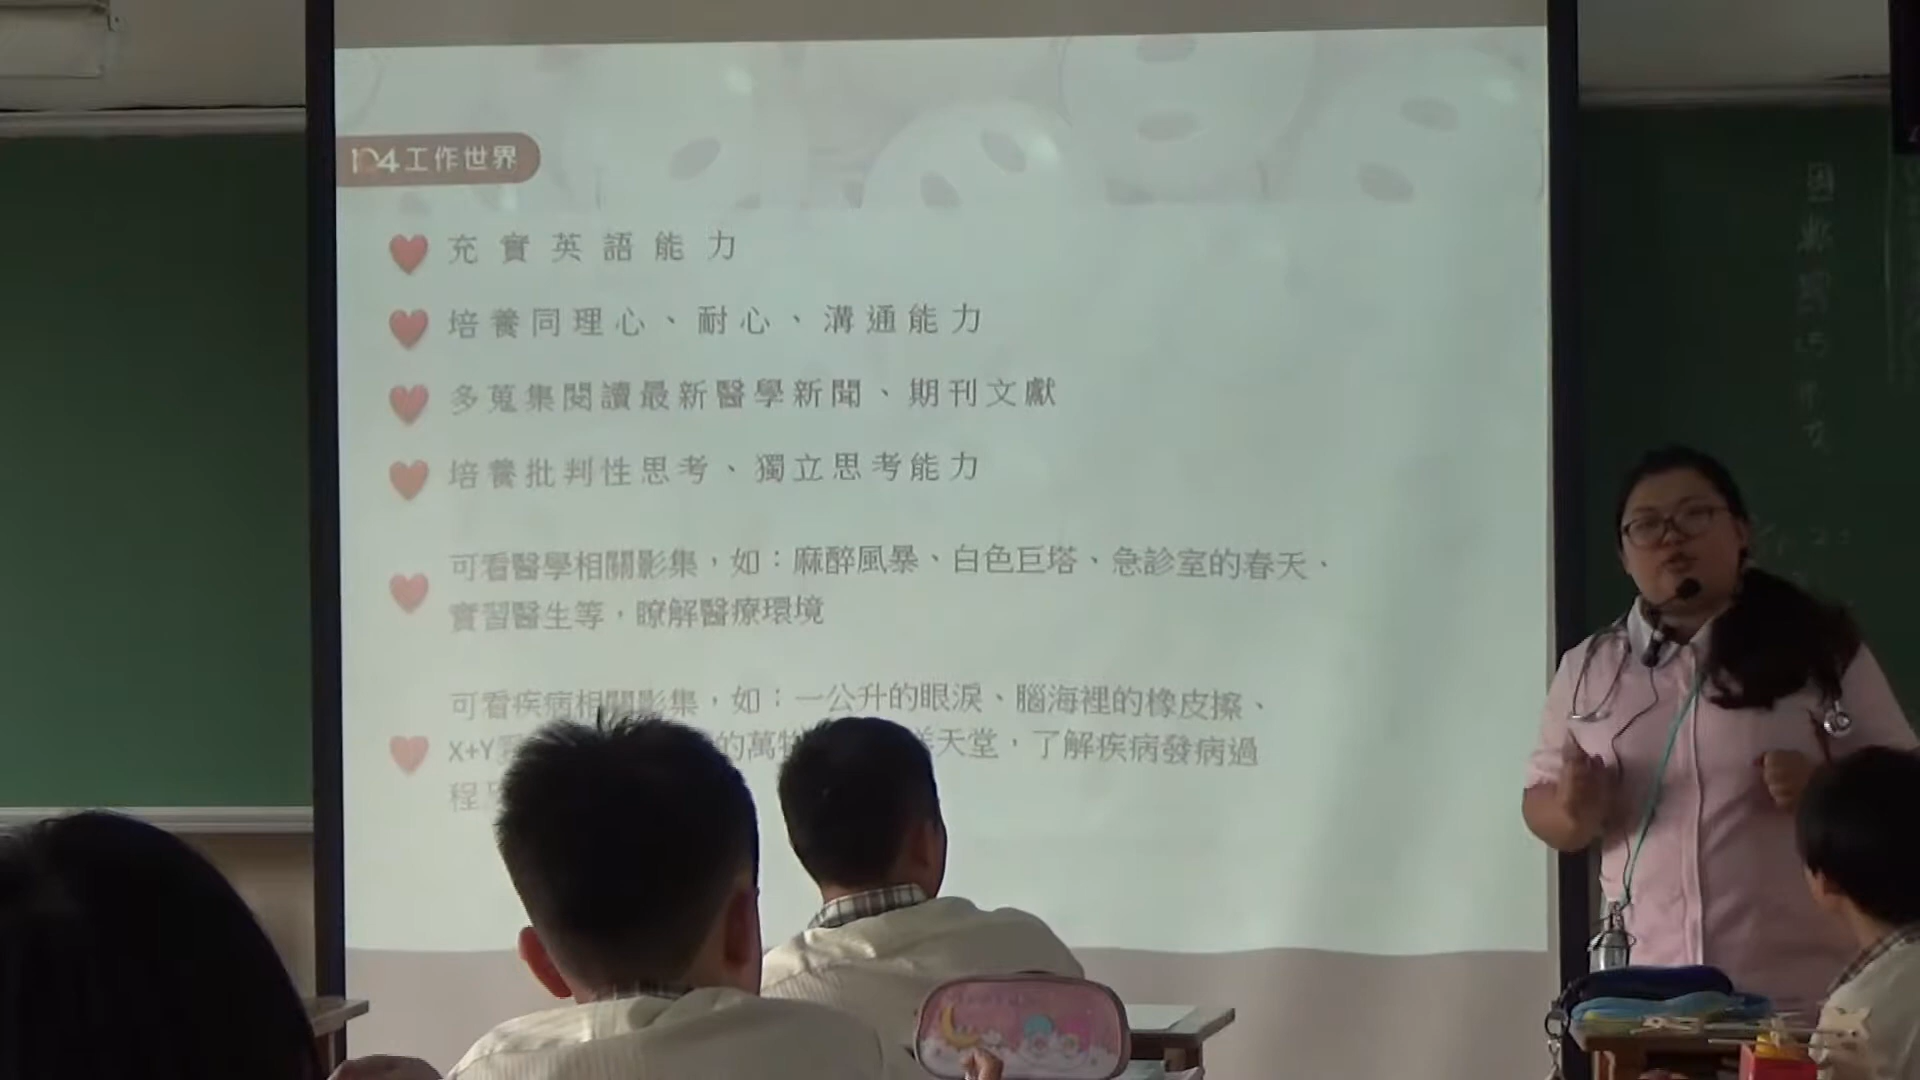 104工作世界
充實英語能力
培養同理心、耐心、溝通能力
多蒐集閱讀最新醫學新聞、期刊文獻
培養批判性思考、獨立思考能力
可看醫學相關影集，如：麻醉風暴、白色巨塔、急診室的春天、
實習醫生等，瞭解醫療環境
可看疾病相關影集，如：一公升的眼淚、腦海裡的橡皮擦、
X+Y 的萬物 天堂，了解疾病發病過
程